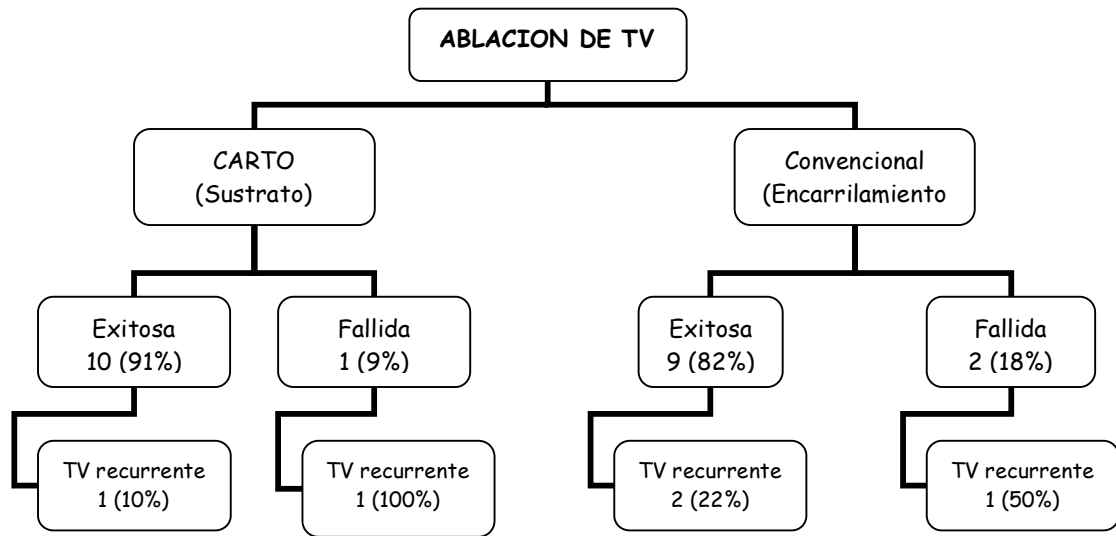 ABLACION DE TV
CARTO
(Sustrato)
Convencional
(Encarrilamiento
Exitosa
10 (91%)
Fallida
1 (9%)
Exitosa
9 (82%)
Fallida
2 (18%)
TV recurrente
1 (10%)
TV recurrente
1 (100%)
TV recurrente
2 (22%)
TV recurrente
1 (50%)